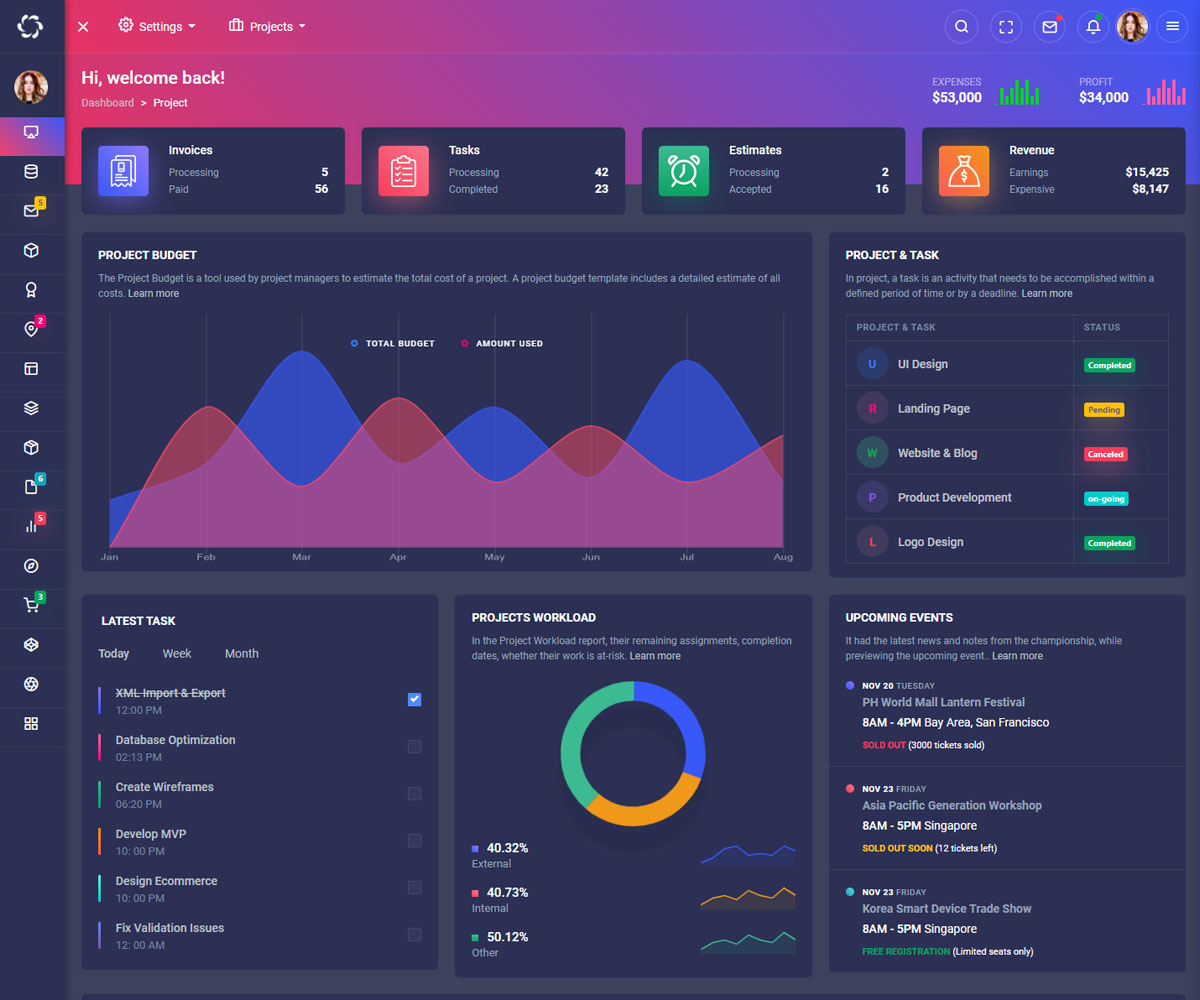 Settings
Projects
Hi, welcome back!
Dashboard > Project
EXPENSES
$53,000
PROFIT
$34,000
Invoices
Processing 5
Paid 56
Tasks
Processing 42
Completed 23
Estimates
Processing 2
Accepted 16
Revenue
Earnings $15,425
Expensive $8,147
5
2
6
5
3
PROJECT BUDGET
The Project Budget is a tool used by project managers to estimate the total cost of a project. A project budget template includes a detailed estimate of all
costs. Learn more
TOTAL BUDGET
AMOUNT USED
Jan Feb Mar Apr May Jun Jul Aug
PROJECT & TASK
In project, a task is an activity that needs to be accomplished within a
defined period of time or by a deadline. Learn more
PROJECT & TASK STATUS
U UI Design Completed
R Landing Page Pending
W Website & Blog Canceled
P Product Development on-going
L Logo Design Completed
LATEST TASK
Today Week Month
XML Import & Export
12:00 PM
Database Optimization
02:13 PM
Create Wireframes
06:20 PM
Develop MVP
10: 00 PM
Design Ecommerce
10: 00 PM
Fix Validation Issues
12: 00 AM
PROJECTS WORKLOAD
In the Project Workload report, their remaining assignments, completion
dates, whether their work is at-risk. Learn more
40.32%
External
40.73%
Internal
50.12%
Other
UPCOMING EVENTS
It had the latest news and notes from the championship, while
previewing the upcoming event.. Learn more
NOV 20 TUESDAY
PH World Mall Lantern Festival
8AM - 4PM Bay Area, San Francisco
SOLD OUT (3000 tickets sold)
NOV 23 FRIDAY
Asia Pacific Generation Workshop
8AM - 5PM Singapore
SOLD OUT SOON (12 tickets left)
NOV 23 FRIDAY
Korea Smart Device Trade Show
8AM - 5PM Singapore
FREE REGISTRATION (Limited seats only)